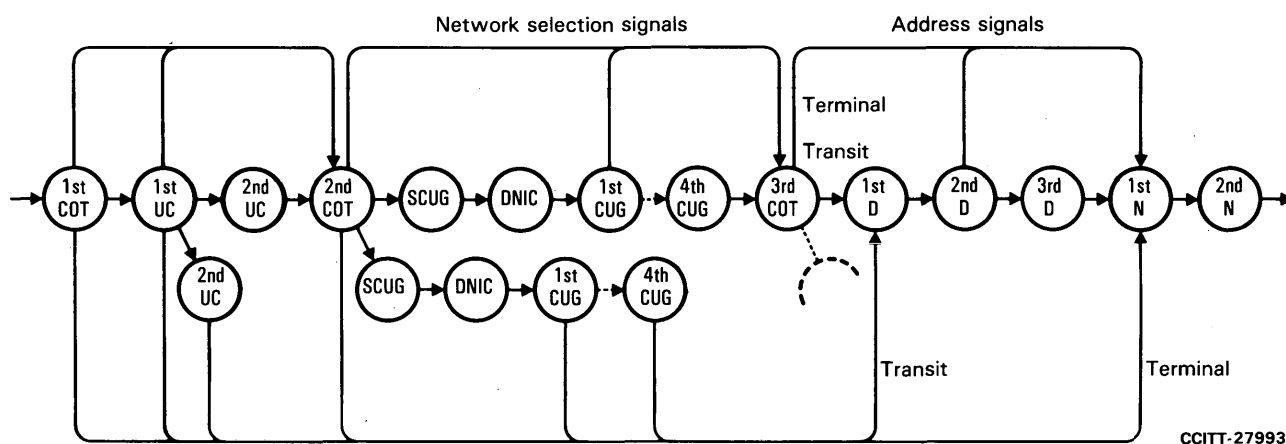 Network selection signals
Address signals
Terminal
Transit
1st COT
1st UC
2nd UC
2nd COT
SCUG
DNIC
1st CUG
4th CUG
3rd COT
1st D
2nd D
3rd D
1st N
2nd N
2nd UC
SCUG
DNIC
1st CUG
4th CUG
Transit
Terminal
CCITT-27993